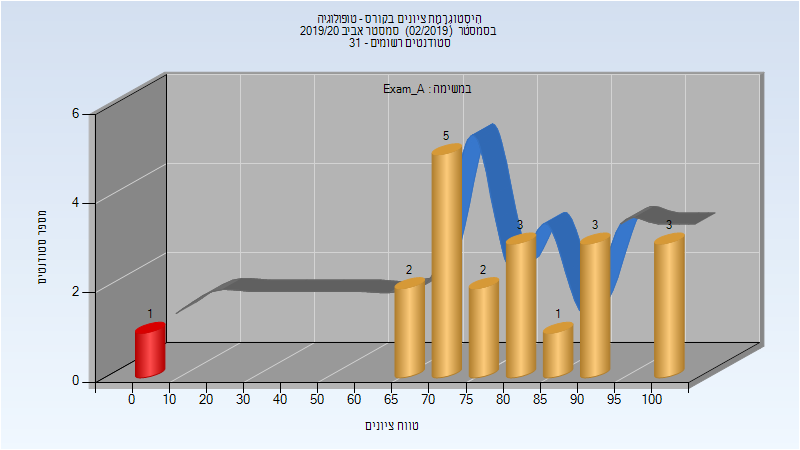 היסטוגרמת ציונים בקורס - טופולוגיה
בסמסטר (02/2019) סמסטר אביב 2019/20
סטודנטים רשומים - 31
במשימה : Exam_A
מספר סטודנטים
6
4
2
0
1
2
5
2
3
1
3
3
0 10 20 30 40 50 60 65 70 75 80 85 90 95 100
טווח ציונים